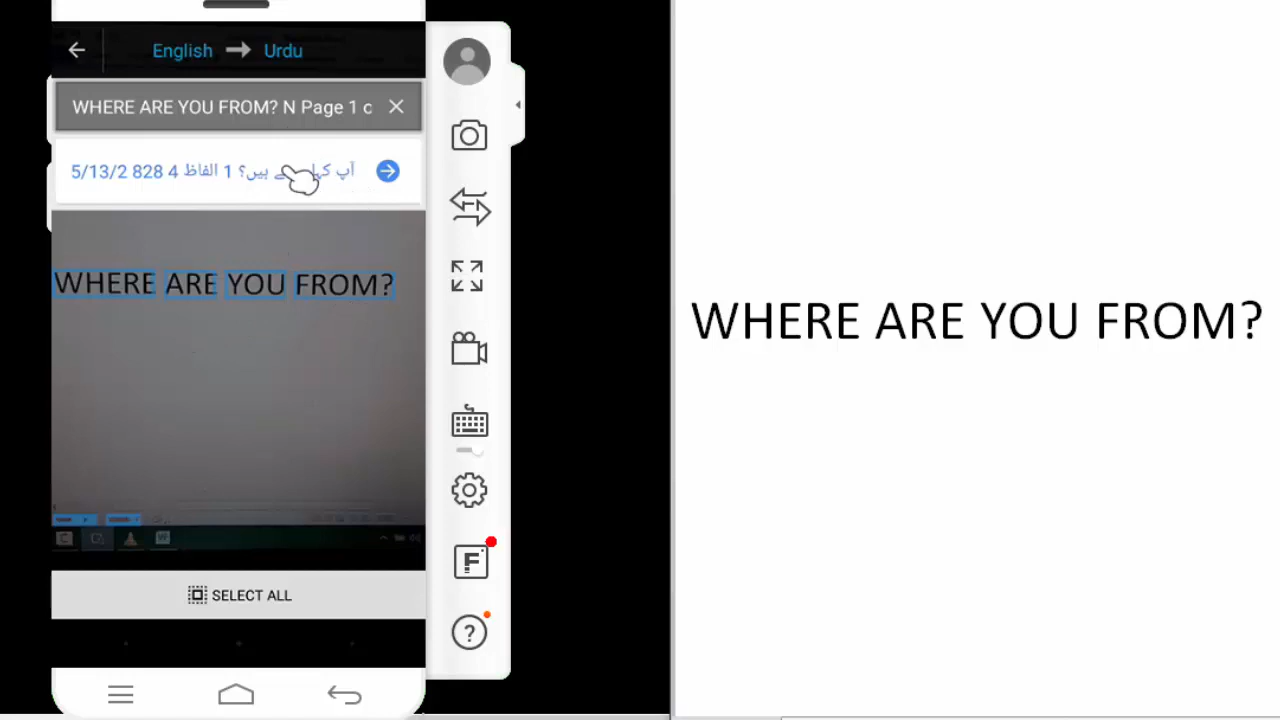 English → Urdu
WHERE ARE YOU FROM? N Page 1
آپ ہیں؟ 1 الفاظ 4 828 5/13/2
WHERE ARE YOU FROM?
SELECT ALL
F
?
WHERE ARE YOU FROM?